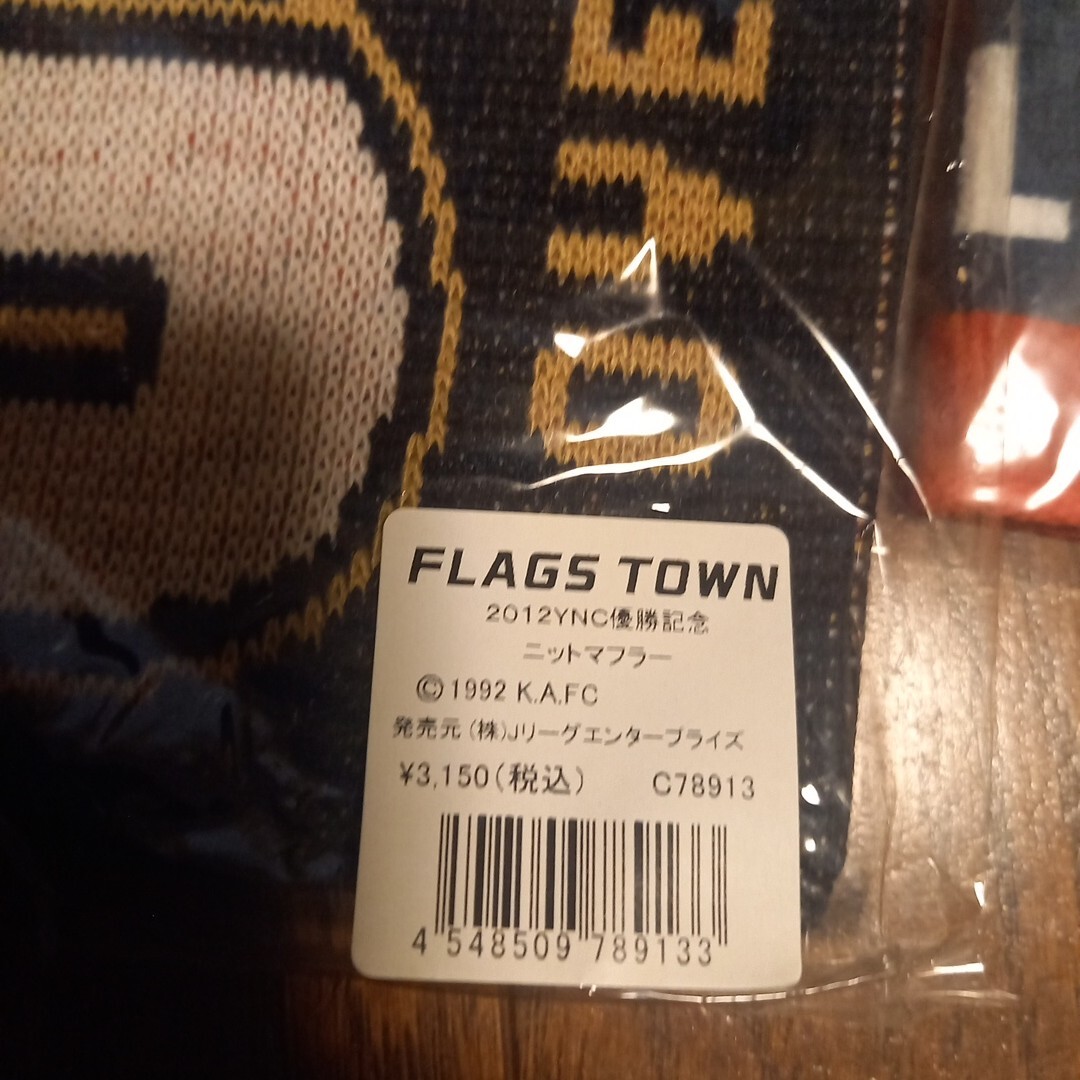 FLAGS TOWN
2012YNC優勝記念
ニットマフラー
©1992 K.A.FC
発売元 (株)Jリーグエンタープライズ
¥3,150(税込) C78913
4 548509 789133